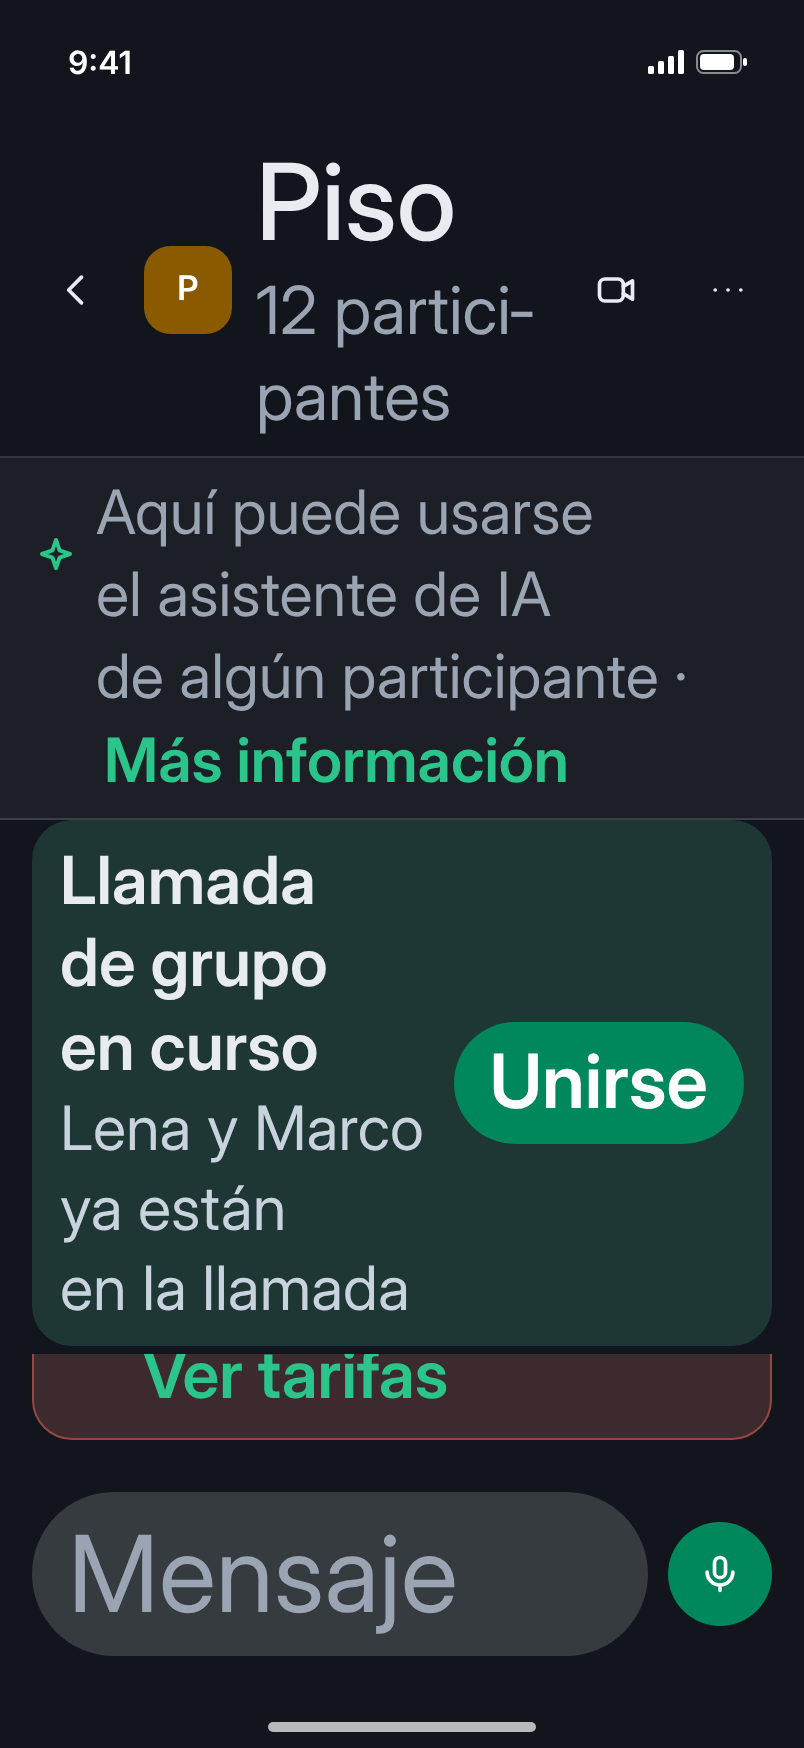 9:41
Piso
P
12 partici-
pantes
Aquí puede usarse
el asistente de IA
de algún participante ·
Más información
Llamada
de grupo
en curso
Unirse
Lena y Marco
ya están
en la llamada
Ver tarifas
Mensaje